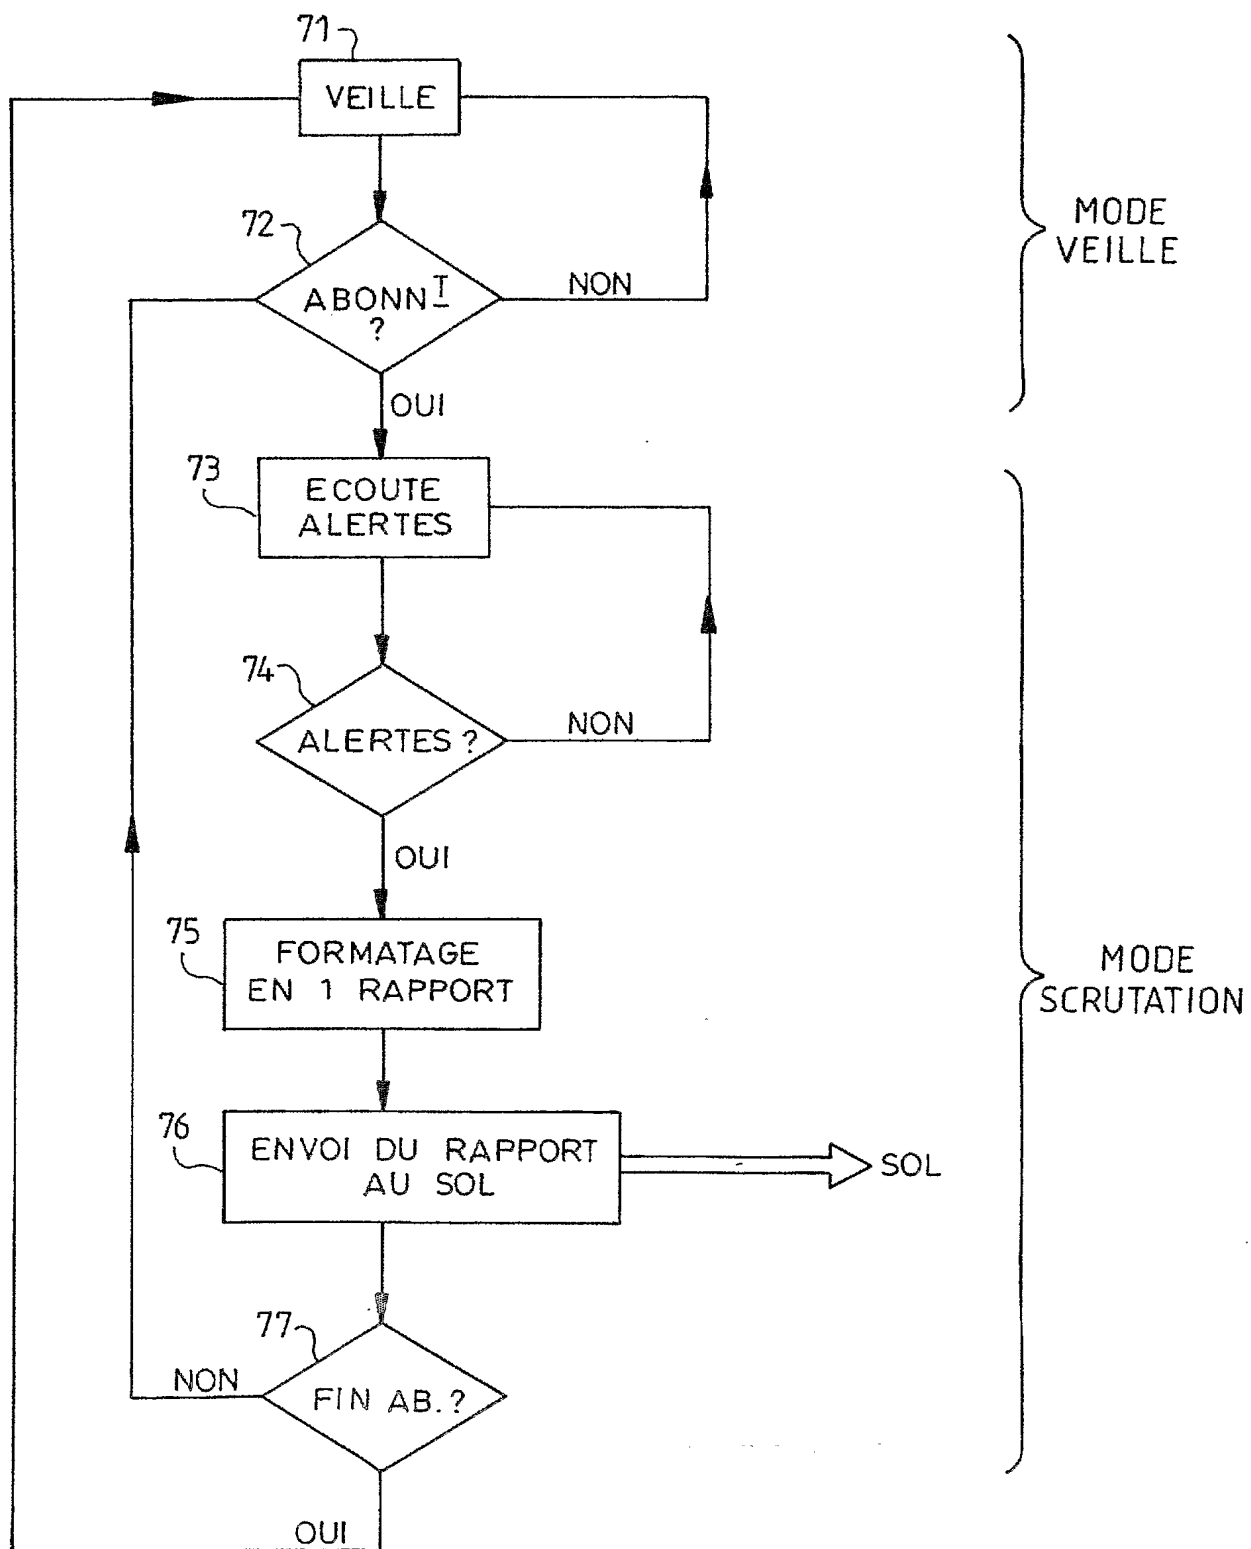 71
VEILLE
72
ABONNT
?
NON
OUI
MODE
VEILLE
73
ECOUTE
ALERTES
74
ALERTES ?
NON
OUI
75
FORMATAGE
EN 1 RAPPORT
MODE
SCRUTATION
76
ENVOI DU RAPPORT
AU SOL
SOL
77
NON
FIN AB. ?
OUI